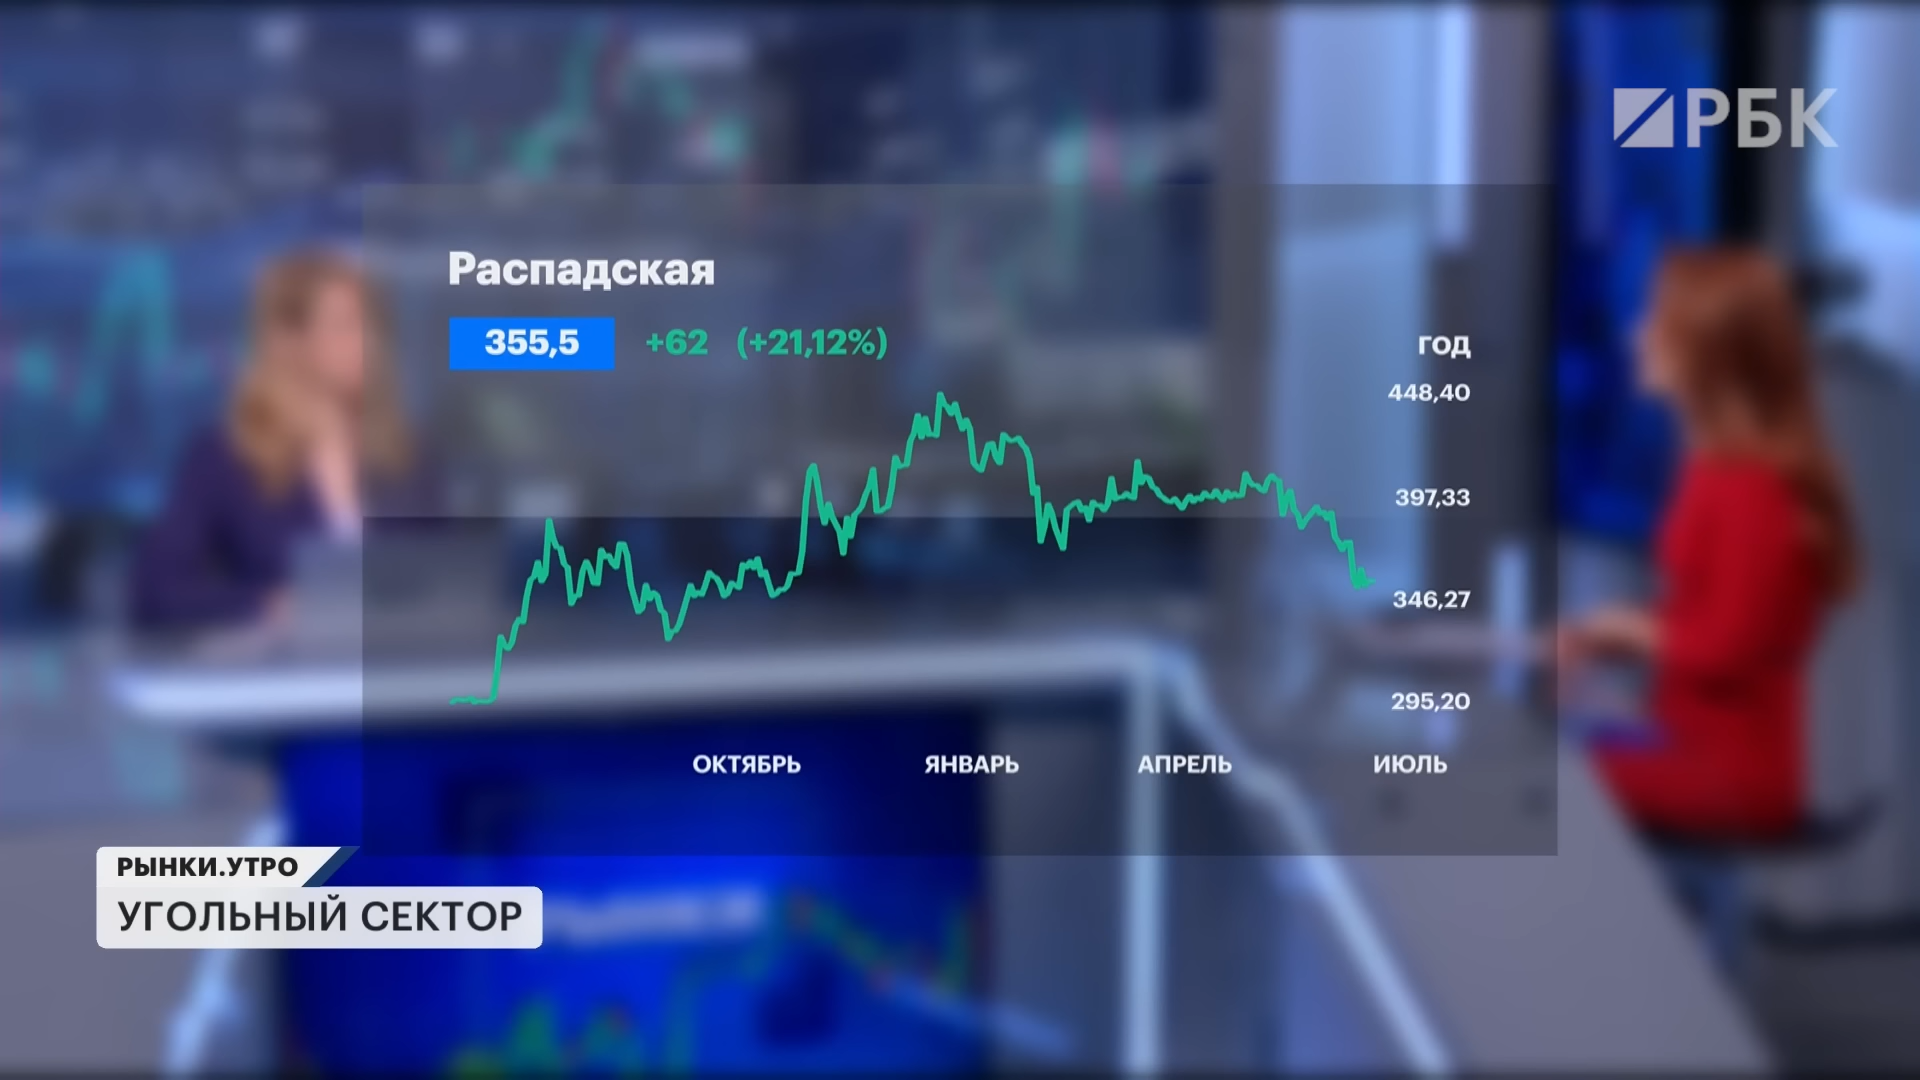 РБК
Распадская
355,5 +62 (+21,12%)
ГОД
448,40
397,33
346,27
295,20
ОКТЯБРЬ ЯНВАРЬ АПРЕЛЬ ИЮЛЬ
РЫНКИ.УТРО
УГОЛЬНЫЙ СЕКТОР